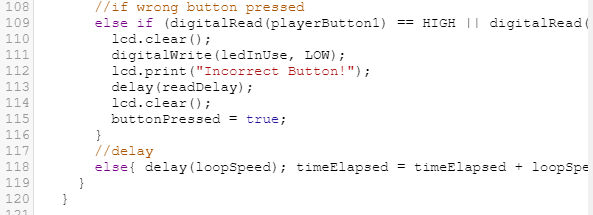 108 //if wrong button pressed
109 else if (digitalRead(playerButton1) == HIGH || digitalRead(
110 lcd.clear();
111 digitalWrite(ledInUse, LOW);
112 lcd.print("Incorrect Button!");
113 delay(readDelay);
114 lcd.clear();
115 buttonPressed = true;
116 }
117 //delay
118 else{ delay(loopSpeed); timeElapsed = timeElapsed + loopSpe
119 }
120 }
121